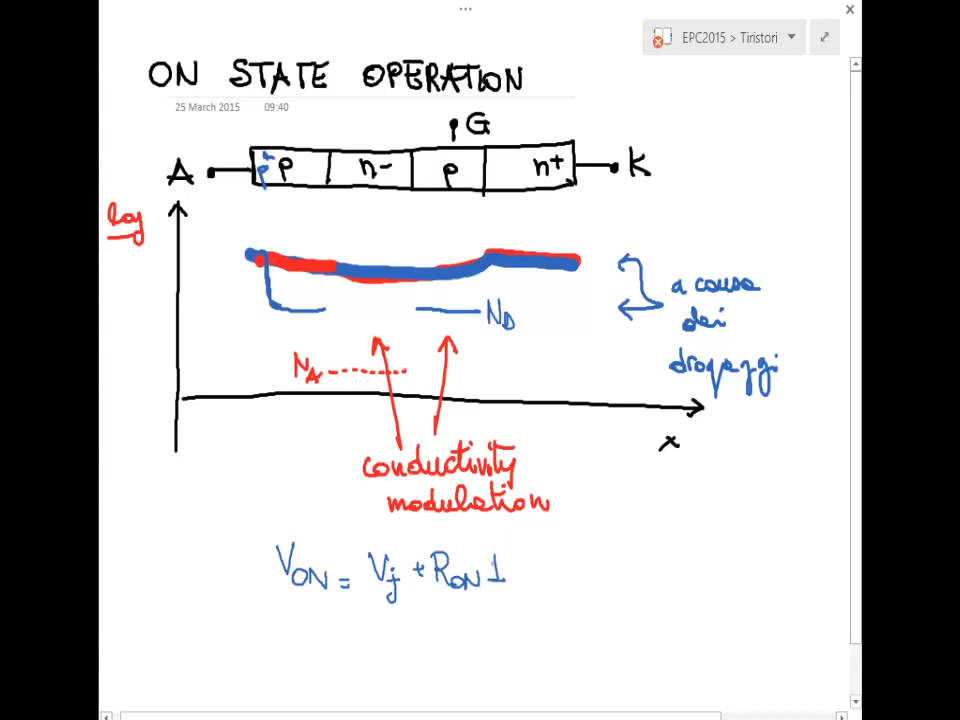 EPC2015 > Tiristori
ON STATE OPERATION
25 March 2015 09:40
G
A p+ p n- p n+ K
log
a causa
dei
drogaggi
ND
NA
x
conductivity
modulation
VON = Vj + RON I